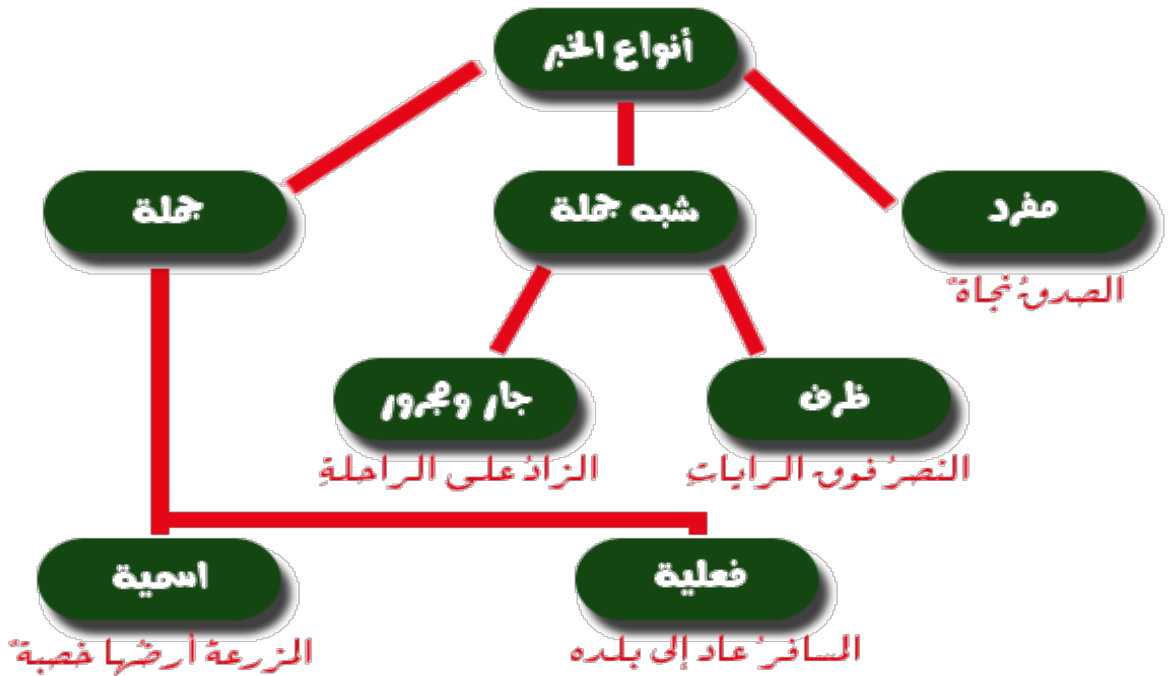 أنواع الخبر
مفرد
الصدقُ نجاةٌ
شبه جملة
جملة
ظرف
النصرُ فوق الراياتِ
جار ومجرور
الزادُ على الراحلةِ
فعلية
المسافرُ عاد إلى بلده
اسمية
المزرعة أرضُها خصبةٌ